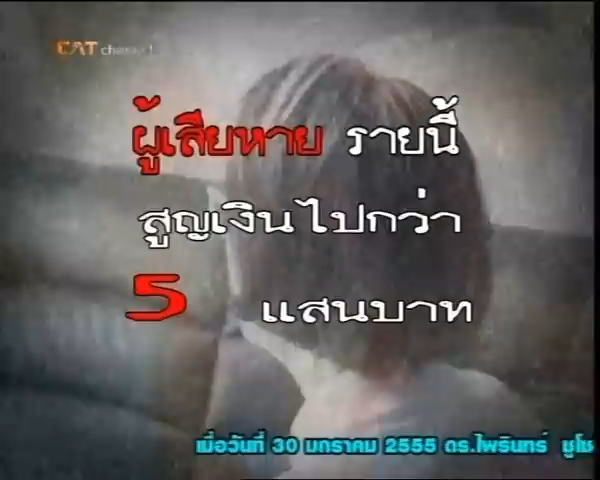 CAT channel
ผู้เสียหาย รายนี้
สูญเงินไปกว่า
5 แสนบาท
เมื่อวันที่ 30 มกราคม 2555 ดร.ไพรินทร์ ชูโช